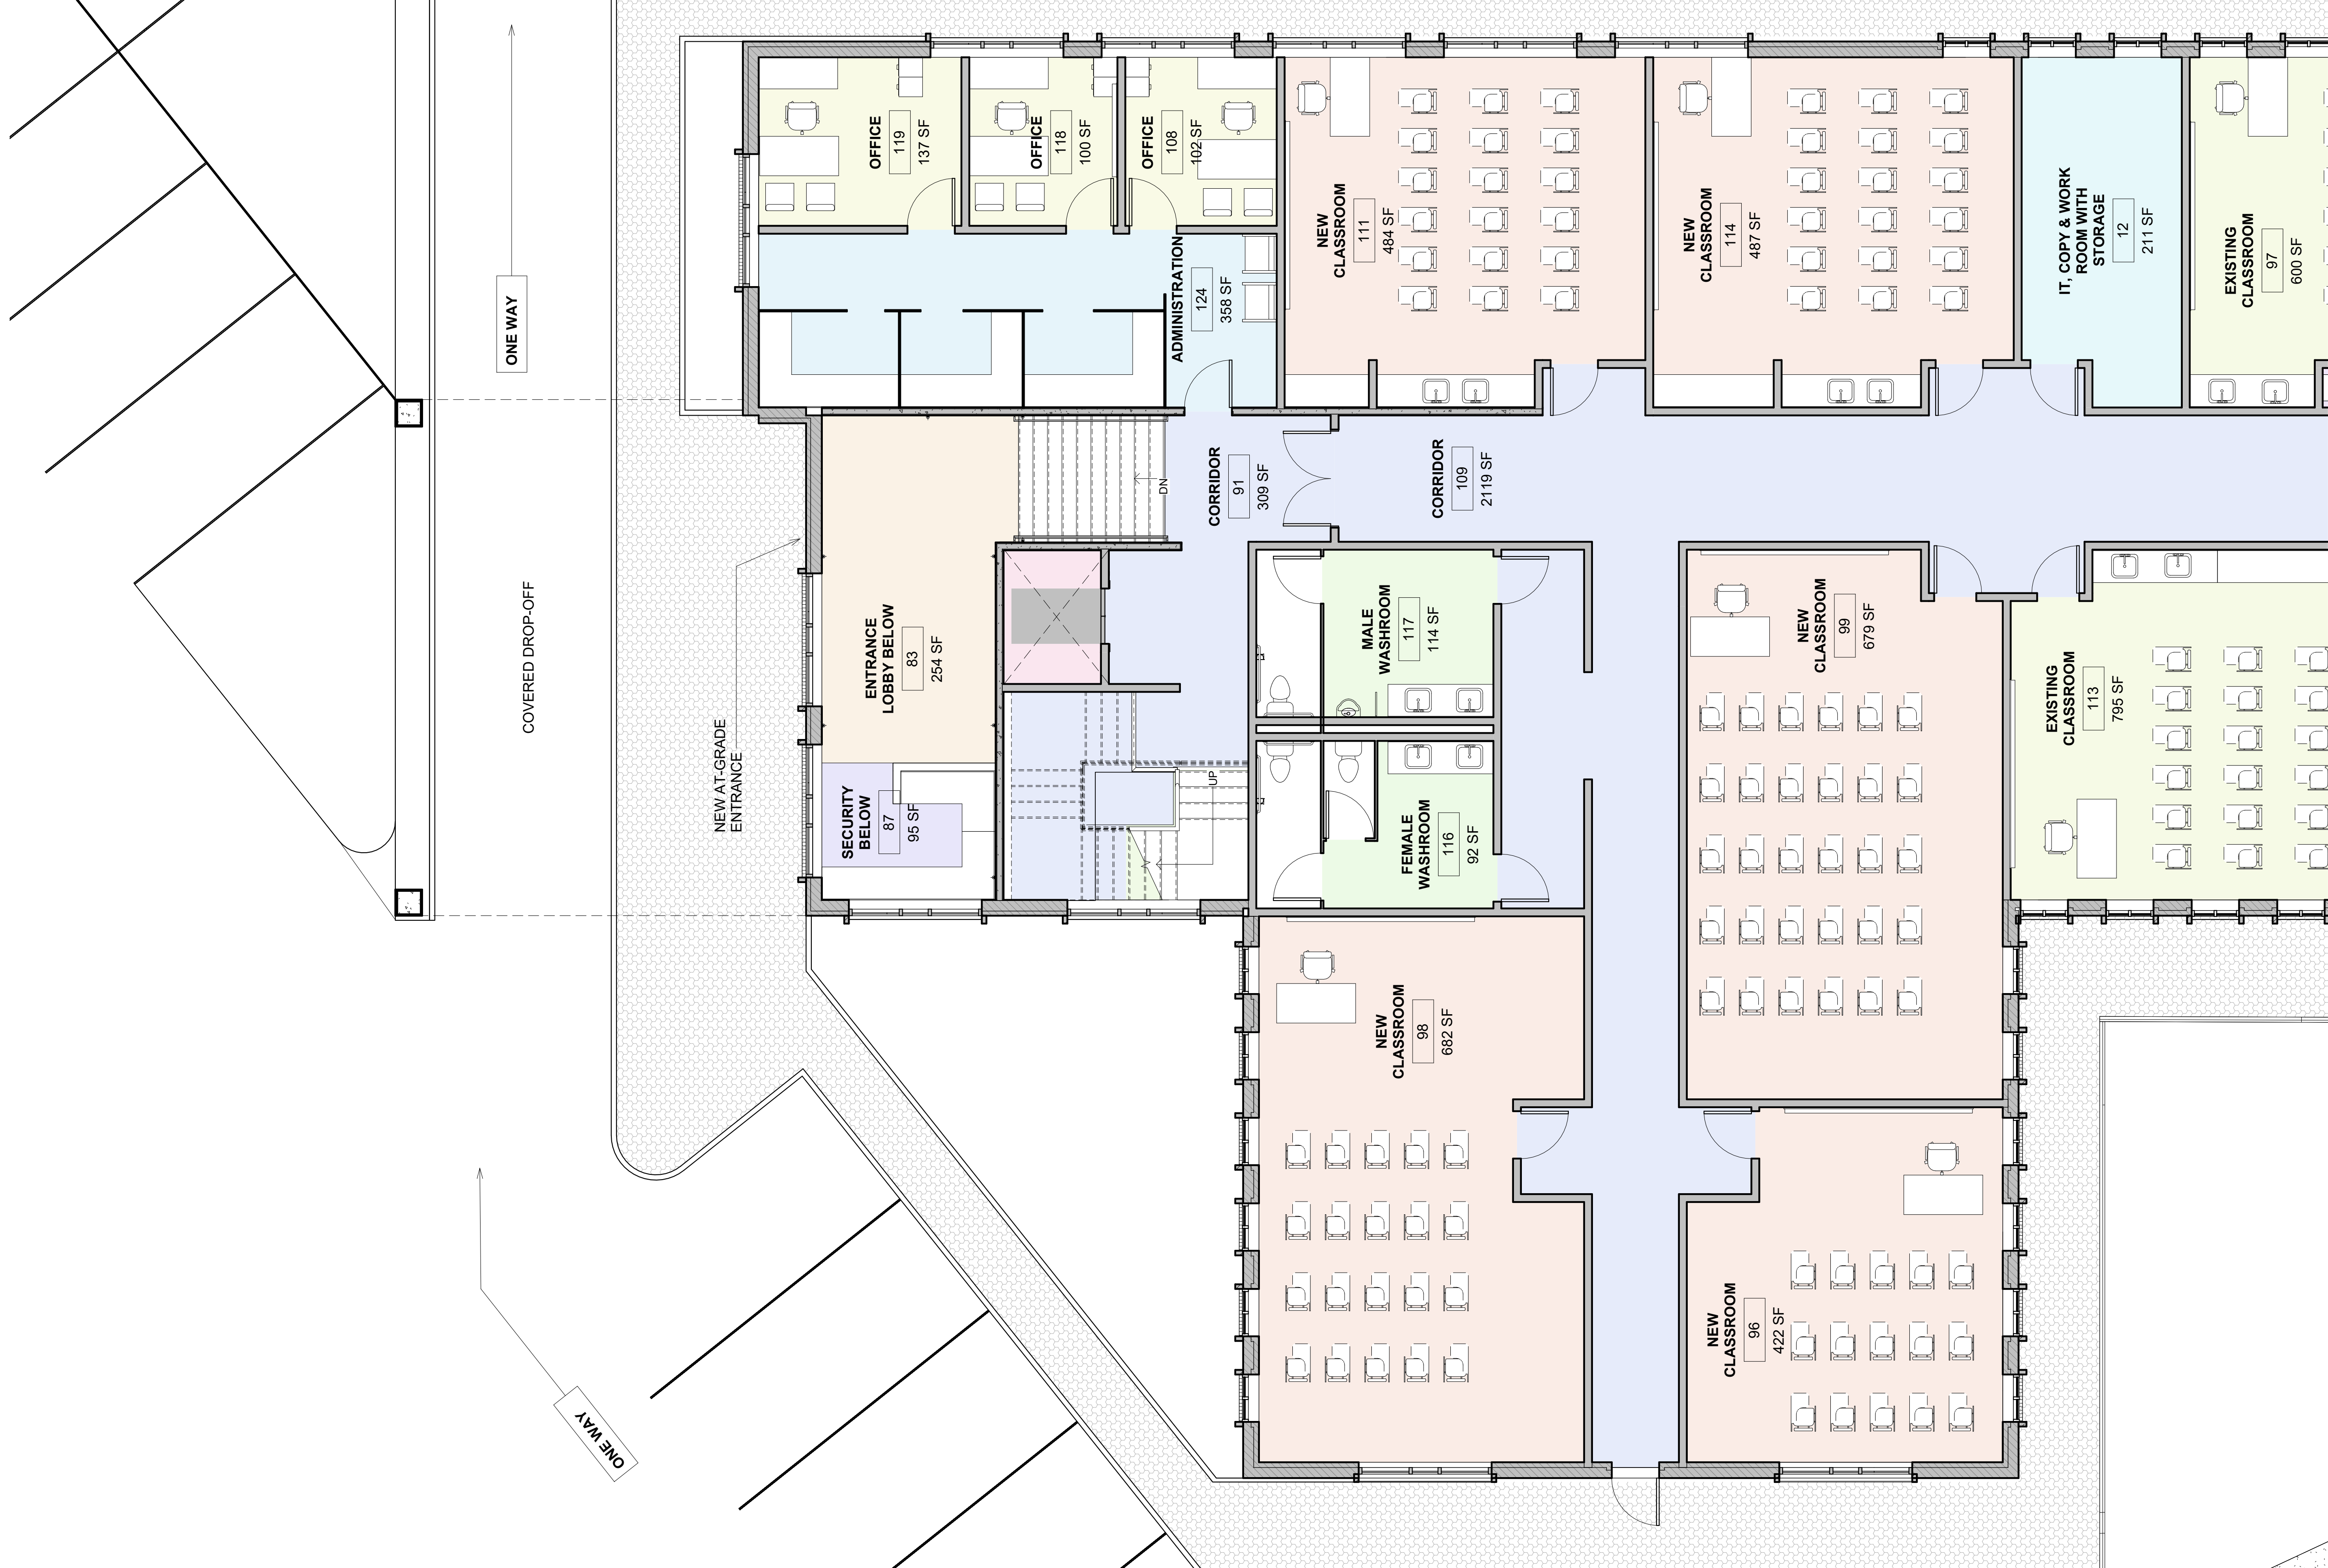 ONE WAY
COVERED DROP-OFF
NEW AT-GRADE
ENTRANCE
ONE WAY
OFFICE
119
137 SF
OFFICE
118
100 SF
OFFICE
108
102 SF
ADMINISTRATION
124
358 SF
NEW
CLASSROOM
111
484 SF
NEW
CLASSROOM
114
487 SF
IT, COPY & WORK
ROOM WITH
STORAGE
12
211 SF
EXISTING
CLASSROOM
97
600 SF
DN
CORRIDOR
91
309 SF
CORRIDOR
109
2119 SF
ENTRANCE
LOBBY BELOW
83
254 SF
SECURITY
BELOW
87
95 SF
UP
MALE
WASHROOM
117
114 SF
FEMALE
WASHROOM
116
92 SF
NEW
CLASSROOM
99
679 SF
EXISTING
CLASSROOM
113
795 SF
NEW
CLASSROOM
98
682 SF
NEW
CLASSROOM
96
422 SF